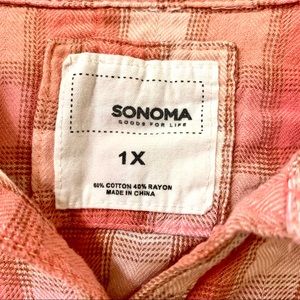 SONOMA
GOODS FOR LIFE
1X
60% COTTON 40% RAYON
MADE IN CHINA